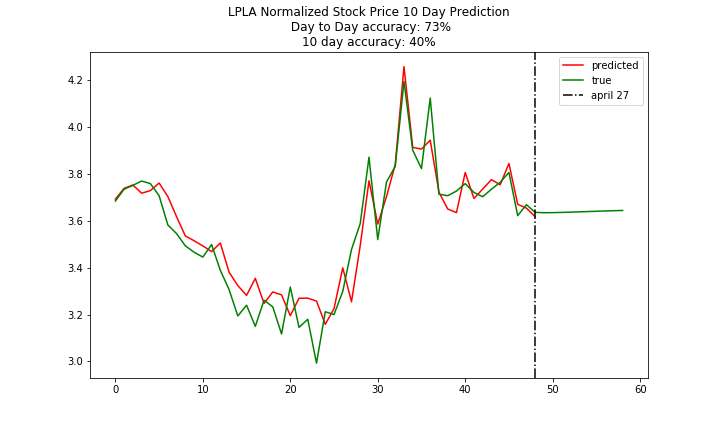 LPLA Normalized Stock Price 10 Day Prediction
Day to Day accuracy: 73%
10 day accuracy: 40%
predicted
true
april 27
4.2
4.0
3.8
3.6
3.4
3.2
3.0
0 10 20 30 40 50 60